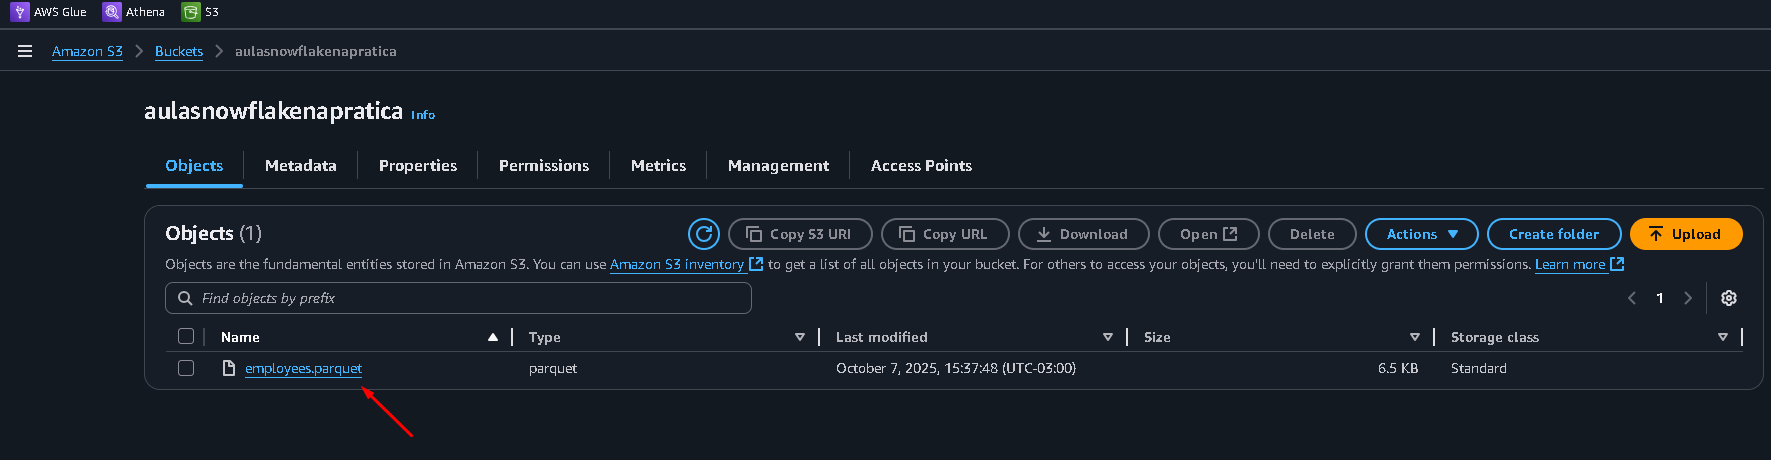 AWS Glue Athena S3
Amazon S3 Buckets aulasnowflakenapratica
aulasnowflakenapratica Info
Objects Metadata Properties Permissions Metrics Management Access Points
Objects (1) Copy S3 URI Copy URL Download Open Delete Actions Create folder Upload
Objects are the fundamental entities stored in Amazon S3. You can use Amazon S3 inventory to get a list of all objects in your bucket. For others to access your objects, you'll need to explicitly grant them permissions. Learn more
Find objects by prefix 1
Name Type Last modified Size Storage class
employees.parquet parquet October 7, 2025, 15:37:48 (UTC-03:00) 6.5 KB Standard